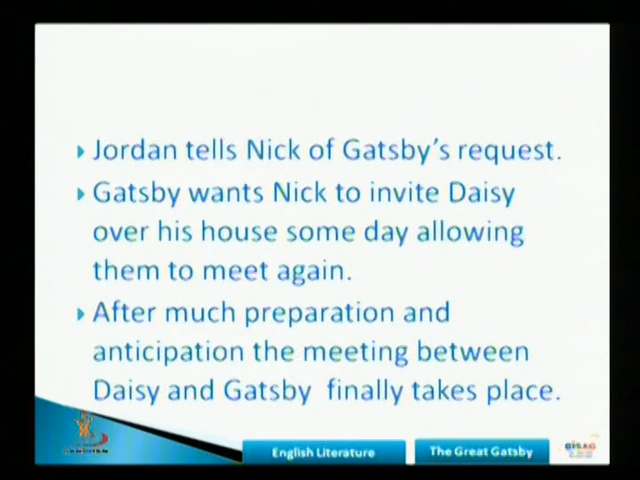 Jordan tells Nick of Gatsby's request.
Gatsby wants Nick to invite Daisy
over his house some day allowing
them to meet again.
After much preparation and
anticipation the meeting between
Daisy and Gatsby finally takes place.
English Literature
The Great Gatsby